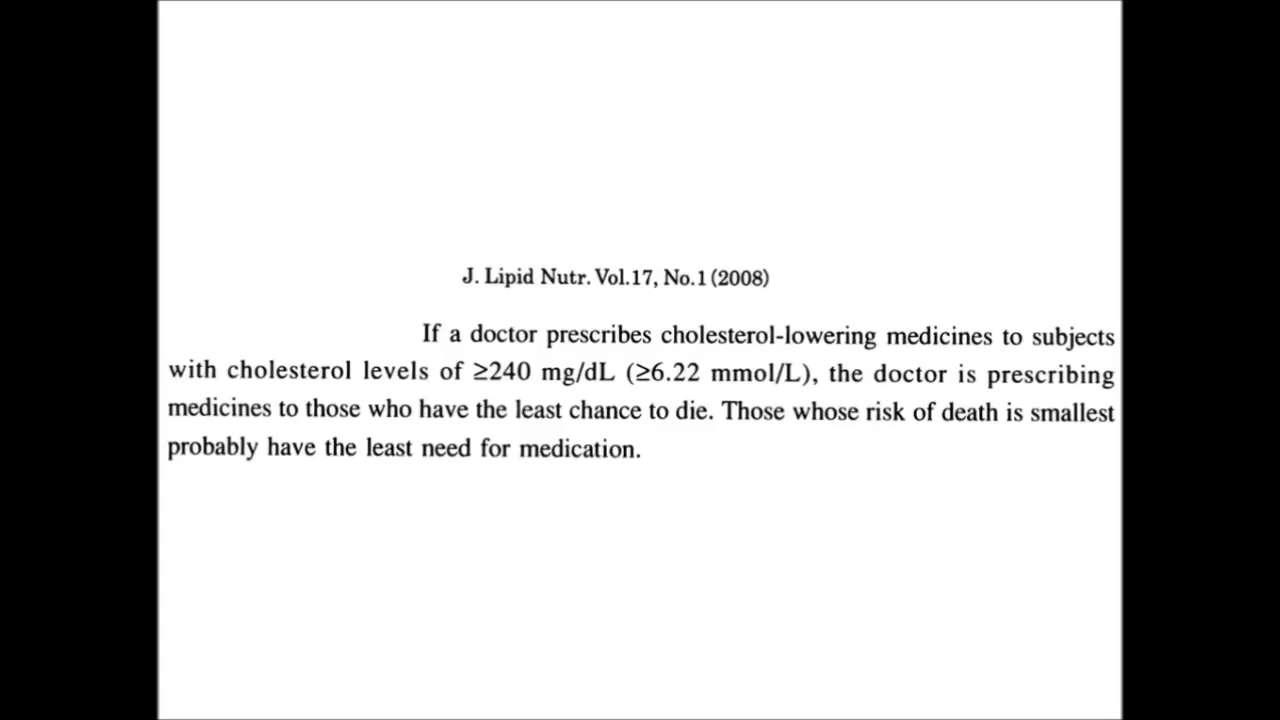 J. Lipid Nutr. Vol.17, No.1 (2008)
If a doctor prescribes cholesterol-lowering medicines to subjects
with cholesterol levels of ≥240 mg/dL (≥6.22 mmol/L), the doctor is prescribing
medicines to those who have the least chance to die. Those whose risk of death is smallest
probably have the least need for medication.